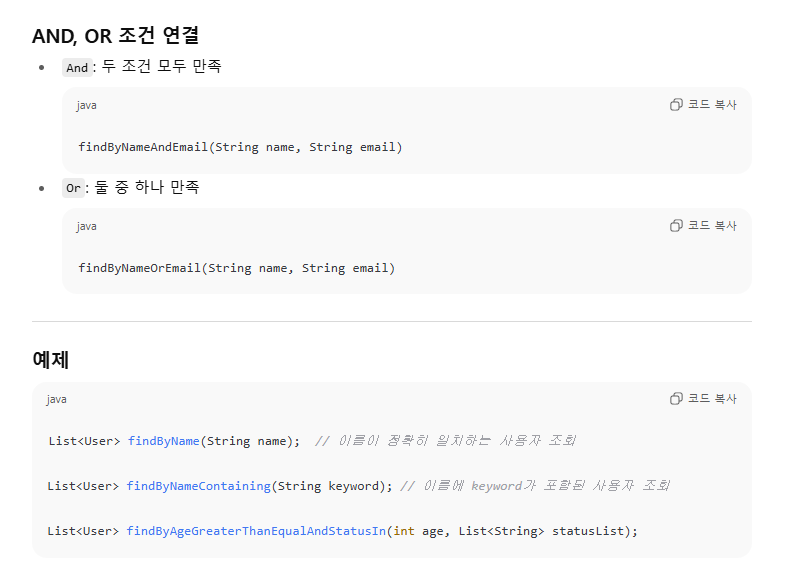 AND, OR 조건 연결
And: 두 조건 모두 만족
java
코드 복사
findByNameAndEmail(String name, String email)
Or: 둘 중 하나 만족
java
코드 복사
findByNameOrEmail(String name, String email)
예제
java
코드 복사
List<User> findByName(String name);  // 이름이 정확히 일치하는 사용자 조회
List<User> findByNameContaining(String keyword); // 이름에 keyword가 포함된 사용자 조회
List<User> findByAgeGreaterThanEqualAndStatusIn(int age, List<String> statusList);